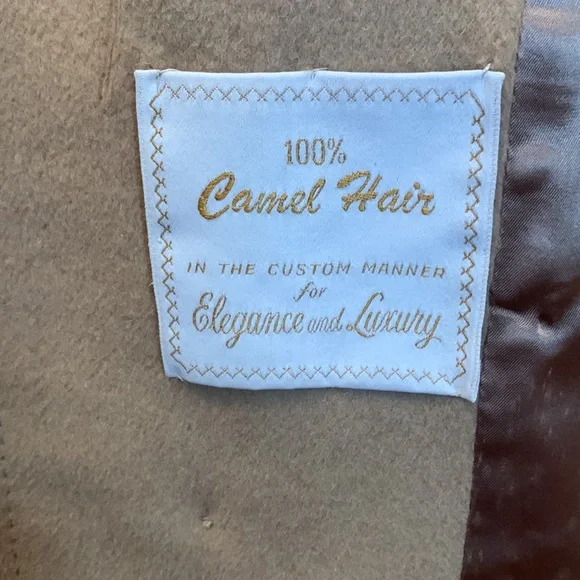 100%
Camel Hair
IN THE CUSTOM MANNER
for
Elegance and Luxury